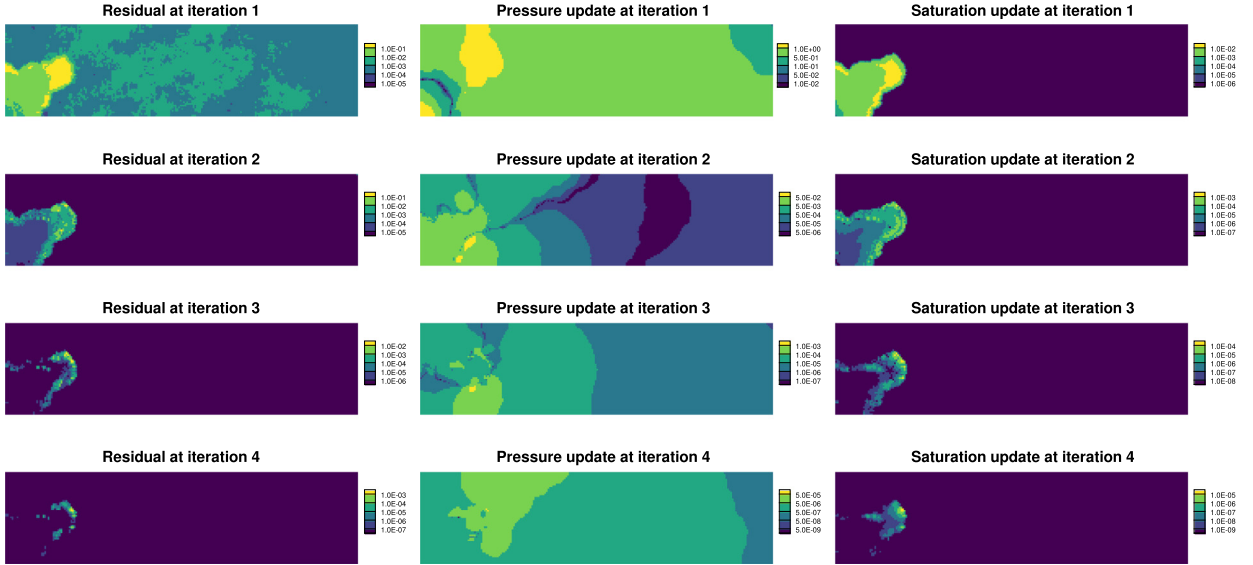 Residual at iteration 1
1.0E-01
1.0E-02
1.0E-03
1.0E-04
1.0E-05
Pressure update at iteration 1
1.0E+00
5.0E-01
1.0E-01
5.0E-02
1.0E-02
Saturation update at iteration 1
1.0E-02
1.0E-03
1.0E-04
1.0E-05
1.0E-06
Residual at iteration 2
1.0E-01
1.0E-02
1.0E-03
1.0E-04
1.0E-05
Pressure update at iteration 2
5.0E-02
5.0E-03
5.0E-04
5.0E-05
5.0E-06
Saturation update at iteration 2
1.0E-03
1.0E-04
1.0E-05
1.0E-06
1.0E-07
Residual at iteration 3
1.0E-02
1.0E-03
1.0E-04
1.0E-05
1.0E-06
Pressure update at iteration 3
1.0E-03
1.0E-04
1.0E-05
1.0E-06
1.0E-07
Saturation update at iteration 3
1.0E-04
1.0E-05
1.0E-06
1.0E-07
1.0E-08
Residual at iteration 4
1.0E-03
1.0E-04
1.0E-05
1.0E-06
1.0E-07
Pressure update at iteration 4
5.0E-05
5.0E-06
5.0E-07
5.0E-08
5.0E-09
Saturation update at iteration 4
1.0E-05
1.0E-06
1.0E-07
1.0E-08
1.0E-09